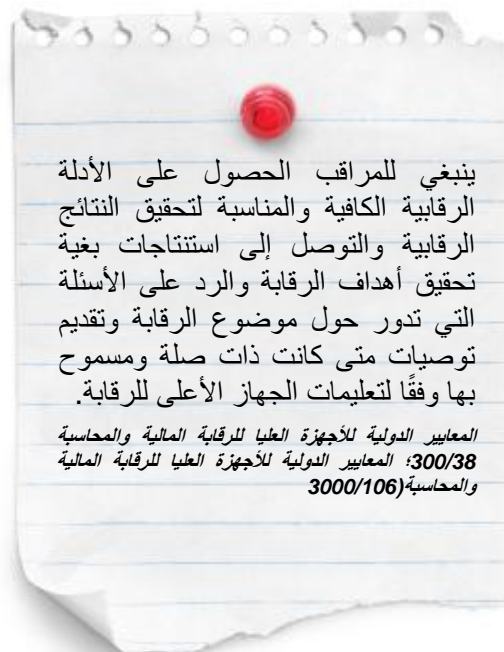 ينبغي للمراقب الحصول على الأدلة
الرقابية الكافية والمناسبة لتحقيق النتائج
الرقابية والتوصل إلى استنتاجات بغية
تحقيق أهداف الرقابة والرد على الأسئلة
التي تدور حول موضوع الرقابة وتقديم
توصيات متى كانت ذات صلة ومسموح
بها وفقًا لتعليمات الجهاز الأعلى للرقابة.
المعايير الدولية للأجهزة العليا للرقابة المالية والمحاسبة
300/38؛ المعايير الدولية للأجهزة العليا للرقابة المالية
والمحاسبة(3000/106